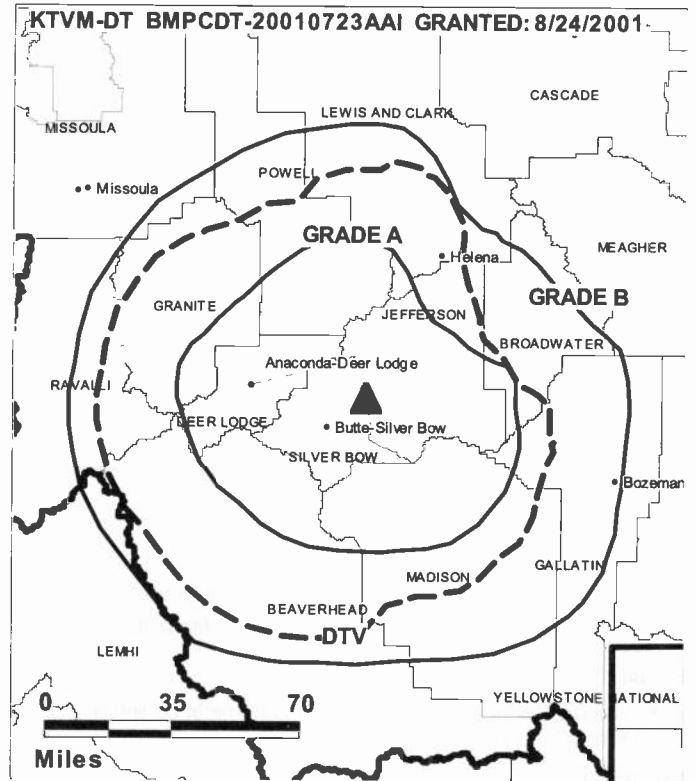 KTVM-DT BMPCDT-20010723AAI GRANTED: 8/24/2001
CASCADE
LEWIS AND CLARK
MISSOULA
POWELL
Missoula
GRADE A
MEAGHER
Helena
GRANITE
GRADE B
JEFFERSON
BROADWATER
Anaconda-Deer Lodge
RAVALLI
DEER LODGE
Butte-Silver Bow
SILVER BOW
Bozeman
GALLATIN
MADISON
BEAVERHEAD
DTV
LEMHI
YELLOWSTONE NATIONAL
0 35 70
Miles